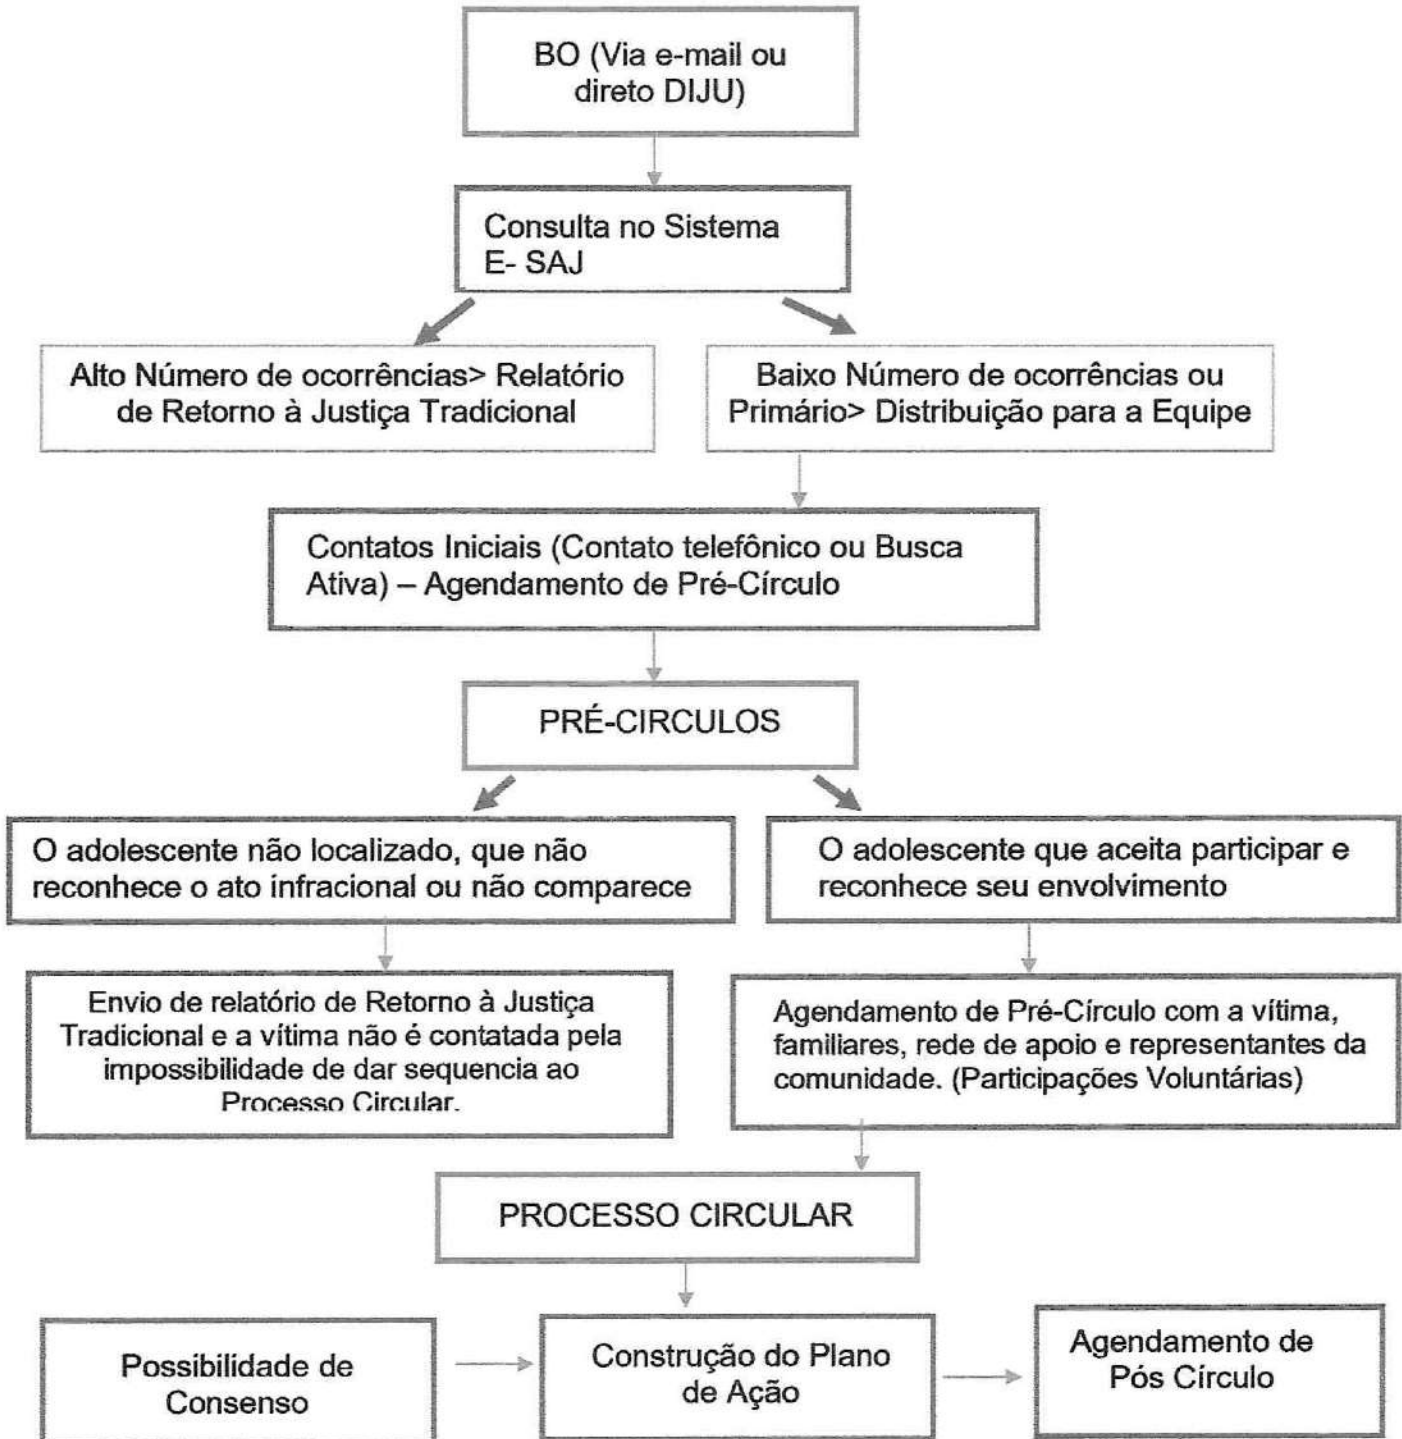 BO (Via e-mail ou
direto DIJU)
Consulta no Sistema
E- SAJ
Alto Número de ocorrências> Relatório
de Retorno à Justiça Tradicional
Baixo Número de ocorrências ou
Primário> Distribuição para a Equipe
Contatos Iniciais (Contato telefônico ou Busca
Ativa) – Agendamento de Pré-Círculo
PRÉ-CIRCULOS
O adolescente não localizado, que não
reconhece o ato infracional ou não comparece
O adolescente que aceita participar e
reconhece seu envolvimento
Envio de relatório de Retorno à Justiça
Tradicional e a vítima não é contatada pela
impossibilidade de dar sequencia ao
Processo Circular.
Agendamento de Pré-Círculo com a vítima,
familiares, rede de apoio e representantes da
comunidade. (Participações Voluntárias)
PROCESSO CIRCULAR
Possibilidade de
Consenso
Construção do Plano
de Ação
Agendamento de
Pós Círculo